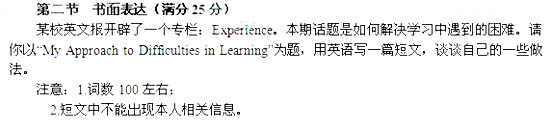 第二节 书面表达（满分 25 分）
某校英文报开辟了一个专栏：Experience。本期话题是如何解决学习中遇到的困难。请
你以“My Approach to Difficulties in Learning”为题，用英语写一篇短文，谈谈自己的一些做
法。
注意：1.词数 100 左右；
2.短文中不能出现本人相关信息。